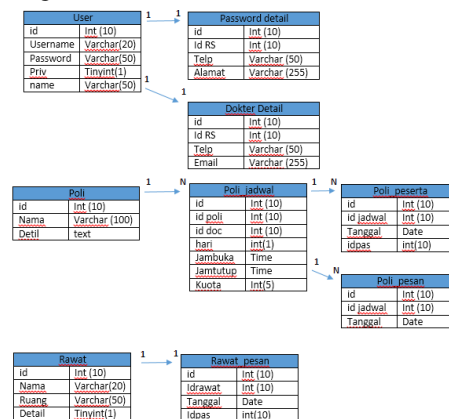 User
id Int (10)
Username Varchar(20)
Password Varchar(50)
Priv Tinyint(1)
name Varchar(50)
1 1
Password detail
id Int (10)
Id RS Int (10)
Telp Varchar (50)
Alamat Varchar (255)
1 1
Dokter Detail
id Int (10)
Id RS Int (10)
Telp Varchar (50)
Email Varchar (255)
Poli
id Int (10)
Nama Varchar (100)
Detil text
1 N
Poli_jadwal
id Int (10)
id poli Int (10)
id doc Int (10)
hari int(1)
Jambuka Time
Jamtutup Time
Kuota Int(5)
1 N
Poli_peserta
id Int (10)
id jadwal Int (10)
Tanggal Date
idpas int(10)
1 N
Poli_pesan
id Int (10)
id jadwal Int (10)
Tanggal Date
Rawat
id Int (10)
Nama Varchar(20)
Ruang Varchar(50)
Detail Tinyint(1)
1 1
Rawat_pesan
id Int (10)
Idrawat Int (10)
Tanggal Date
Idpas int(10)